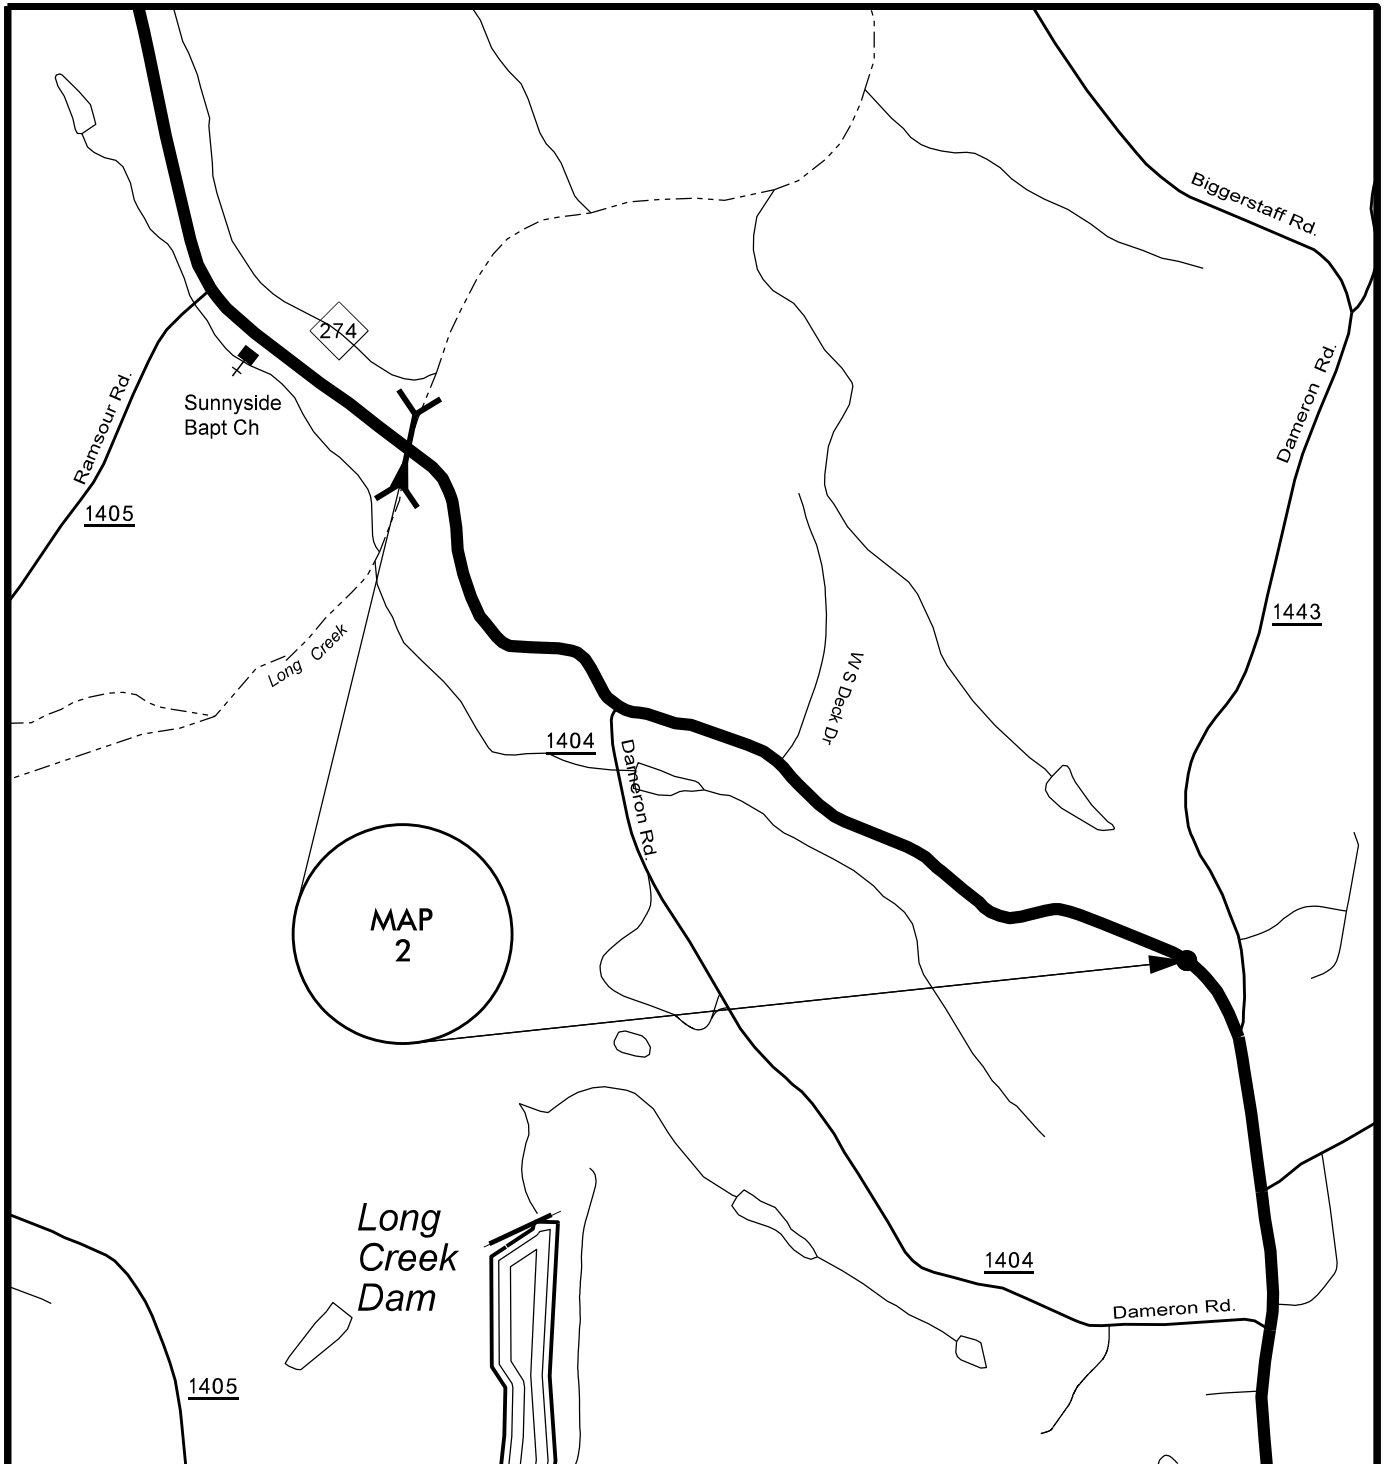 Biggerstaff Rd.
274
Dameron Rd.
Ramsour Rd.
Sunnyside
Bapt Ch
1405
1443
Long Creek
W S Deck Dr
1404
Dameron Rd.
MAP
2
Long
Creek
Dam
1404
Dameron Rd.
1405